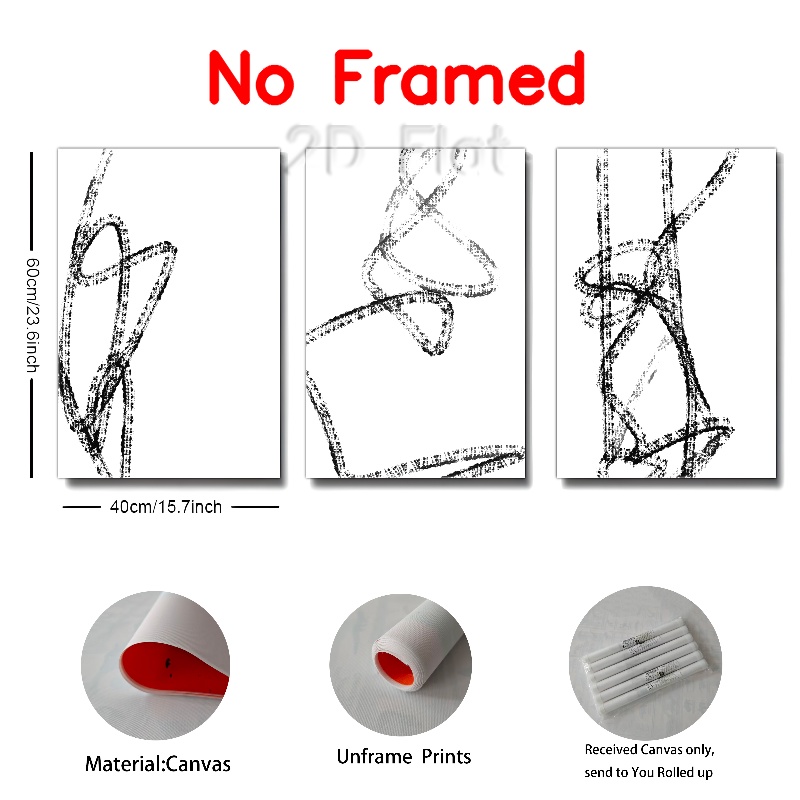 No Framed
2D Flat
60cm/23.6inch
40cm/15.7inch
Material:Canvas
Unframe Prints
Received Canvas only,
send to You Rolled up